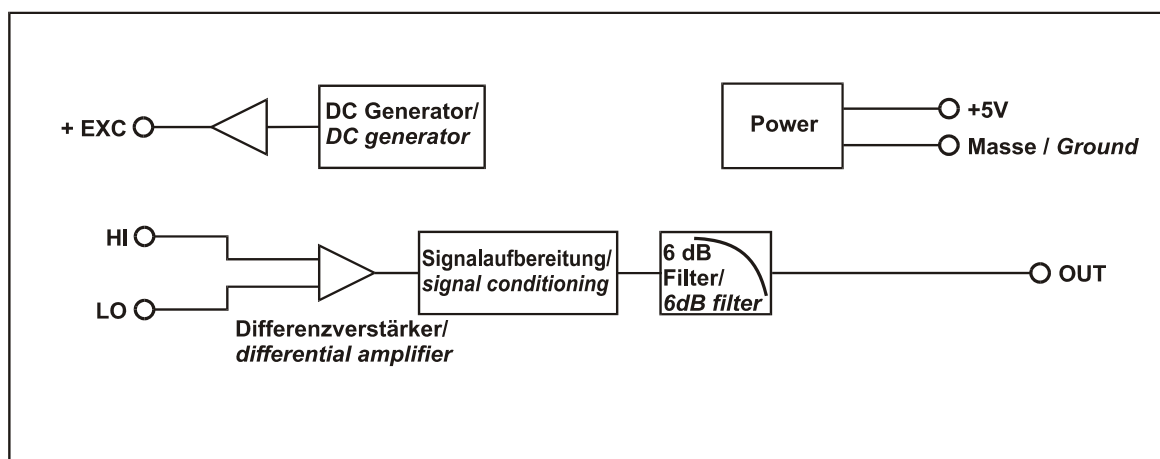 + EXC
DC Generator/
DC generator
Power
+5V
Masse / Ground
HI
LO
Differenzverstärker/
differential amplifier
Signalaufbereitung/
signal conditioning
6 dB
Filter/
6dB filter
OUT